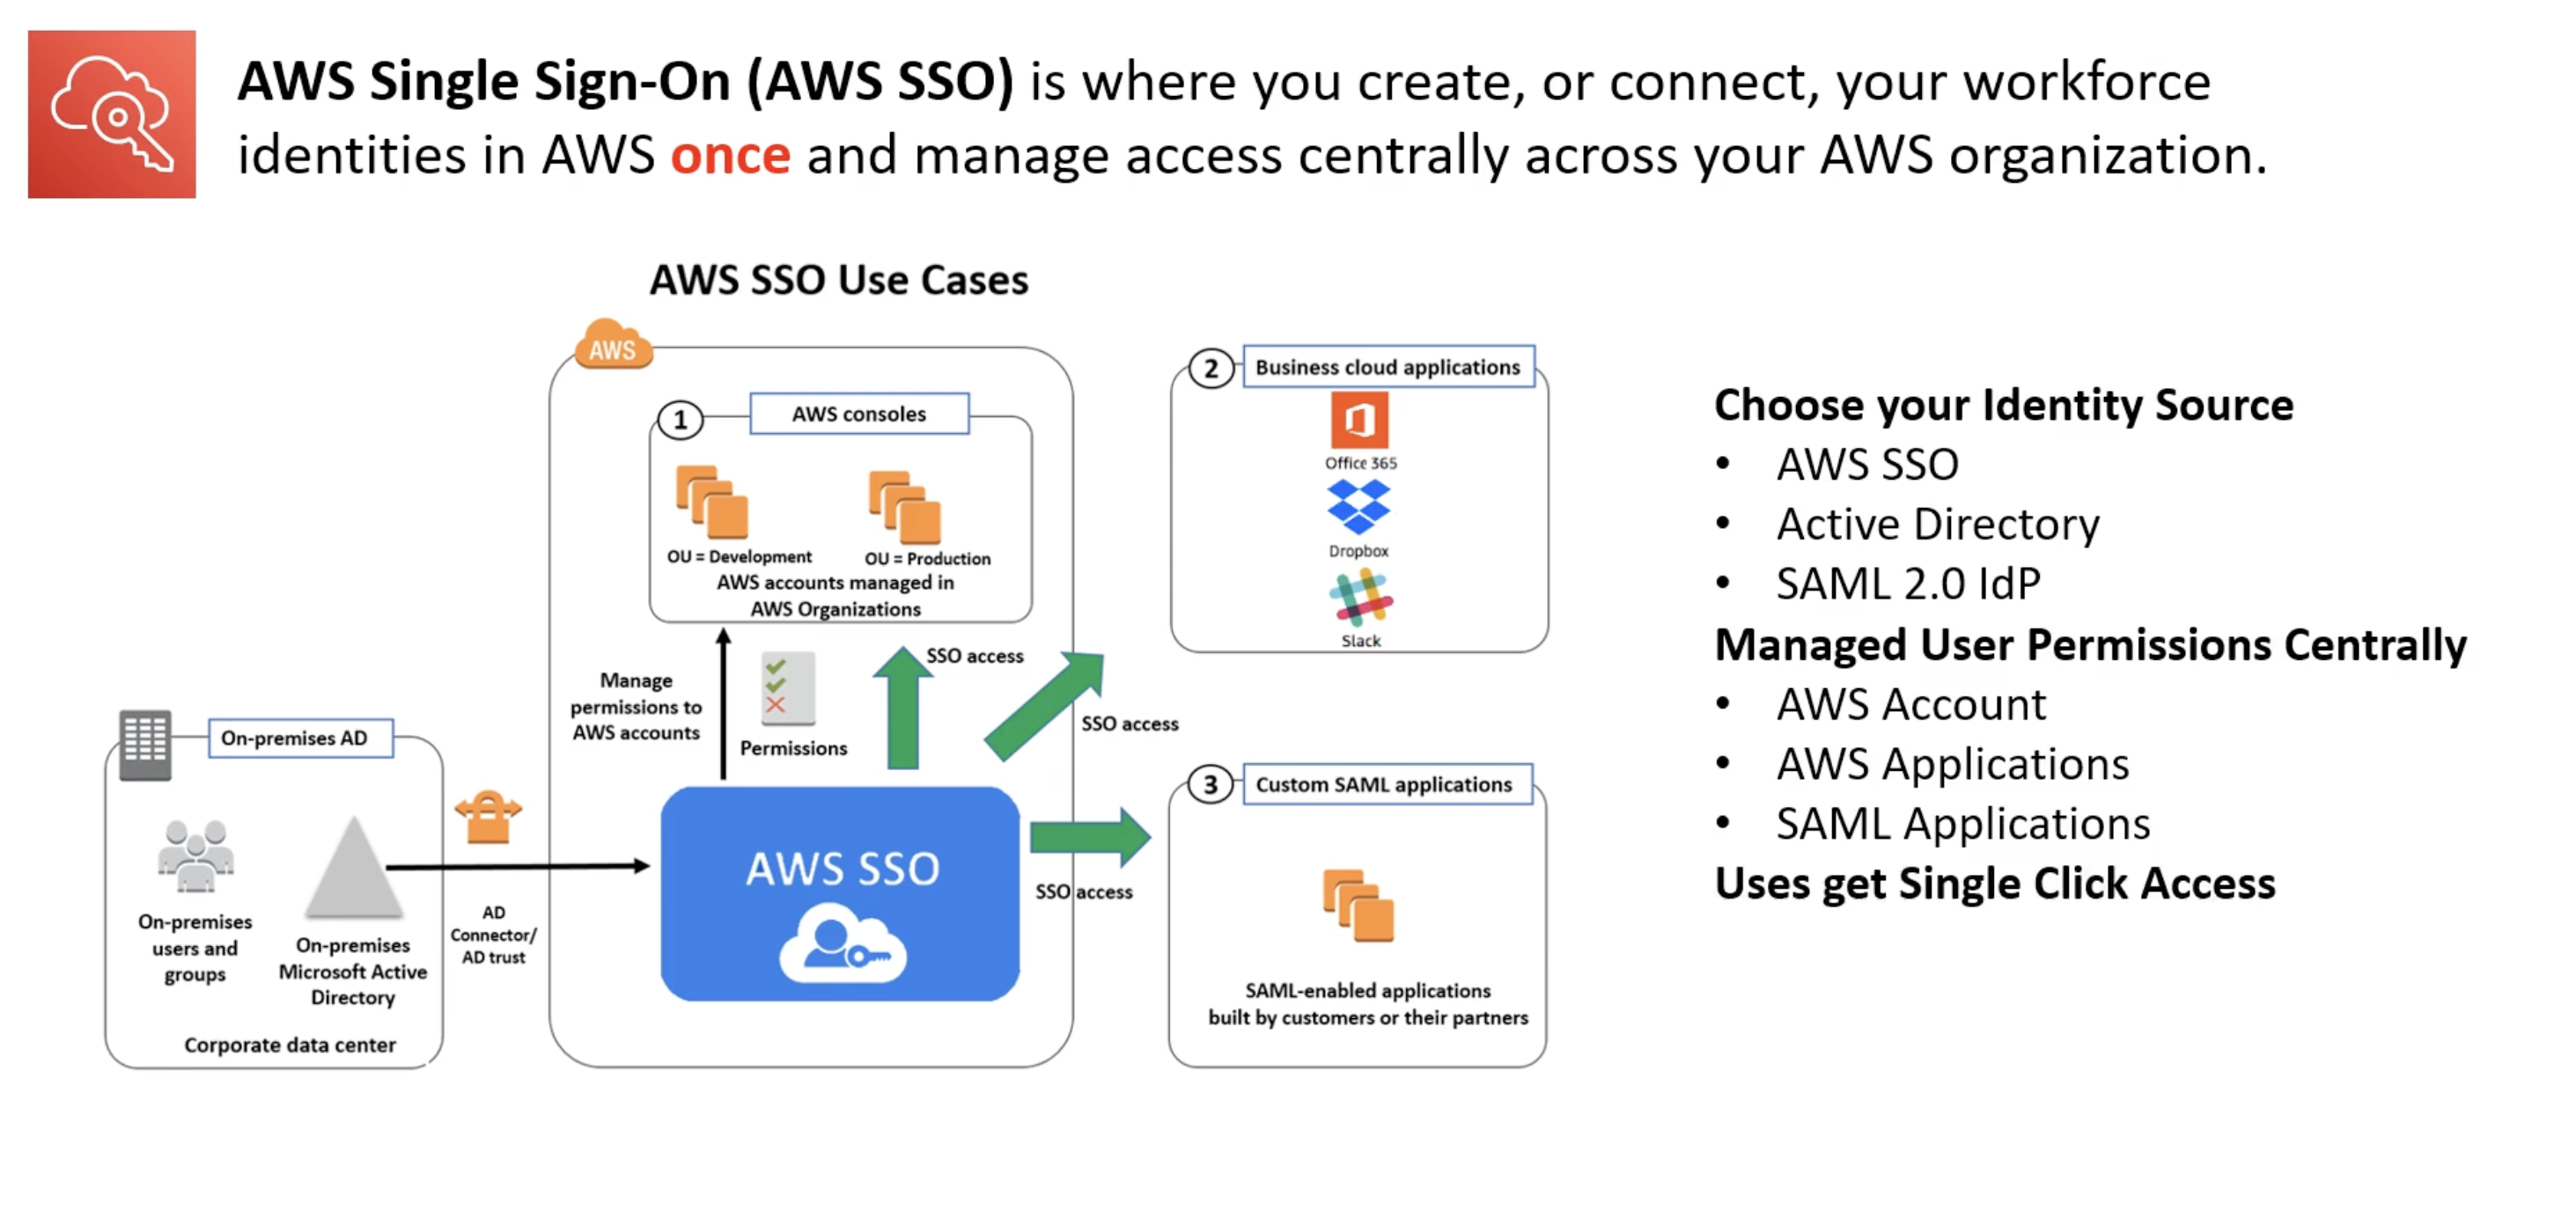 AWS Single Sign-On (AWS SSO) is where you create, or connect, your workforce
identities in AWS once and manage access centrally across your AWS organization.
AWS SSO Use Cases
AWS
1
AWS consoles
OU = Development
OU = Production
AWS accounts managed in
AWS Organizations
Manage
permissions to
AWS accounts
Permissions
SSO access
SSO access
SSO access
AWS SSO
On-premises AD
On-premises
users and
groups
On-premises
Microsoft Active
Directory
Corporate data center
AD
Connector/
AD trust
2
Business cloud applications
Office 365
Dropbox
Slack
3
Custom SAML applications
SAML-enabled applications
built by customers or their partners
Choose your Identity Source
• AWS SSO
• Active Directory
• SAML 2.0 IdP
Managed User Permissions Centrally
• AWS Account
• AWS Applications
• SAML Applications
Uses get Single Click Access